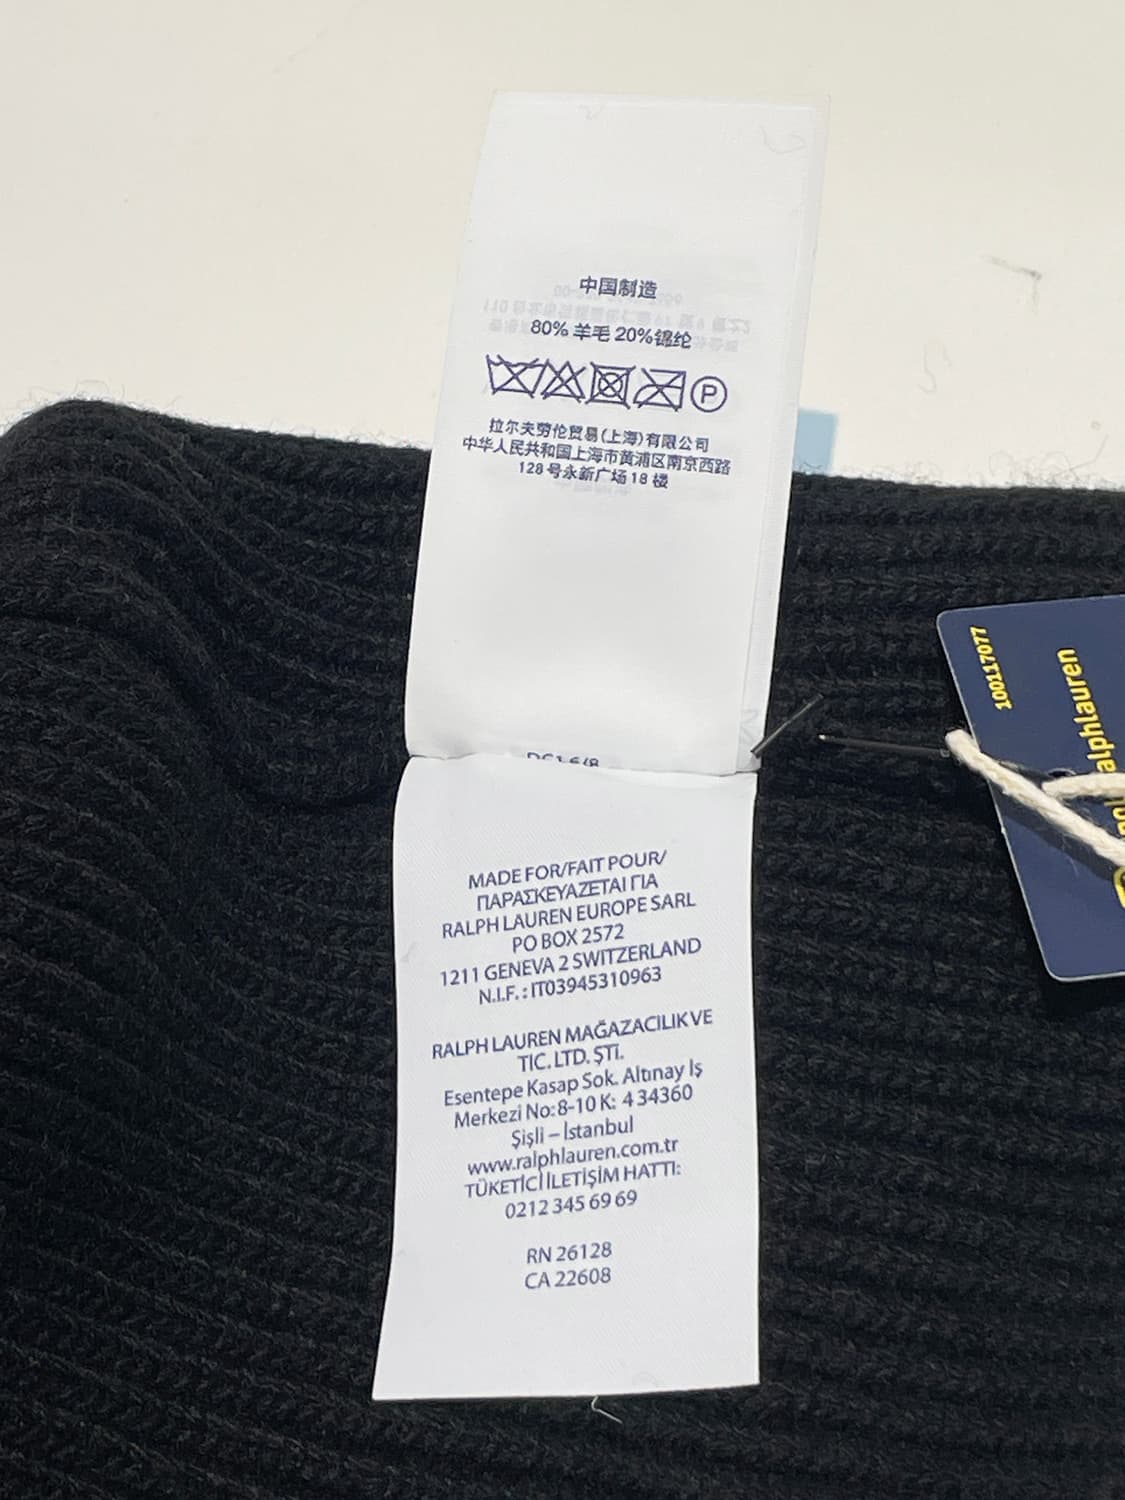 中国制造
80% 羊毛 20%锦纶
P
拉尔夫劳伦贸易(上海)有限公司
中华人民共和国上海市黄浦区南京西路
128 号永新广场 18 楼
MADE FOR/FAIT POUR/
ΠΑΡΑΣΚΕΥΑΖΕΤΑΙ ΓΙΑ
RALPH LAUREN EUROPE SARL
PO BOX 2572
1211 GENEVA 2 SWITZERLAND
N.I.F. : IT03945310963
RALPH LAUREN MAĞAZACILIK VE
TIC. LTD. ŞTİ.
Esentepe Kasap Sok. Altınay İş
Merkezi No: 8-10 K: 4 34360
Şişli – İstanbul
www.ralphlauren.com.tr
TÜKETİCİ İLETİŞİM HATTI:
0212 345 69 69
RN 26128
CA 22608
100117077
ralphlauren